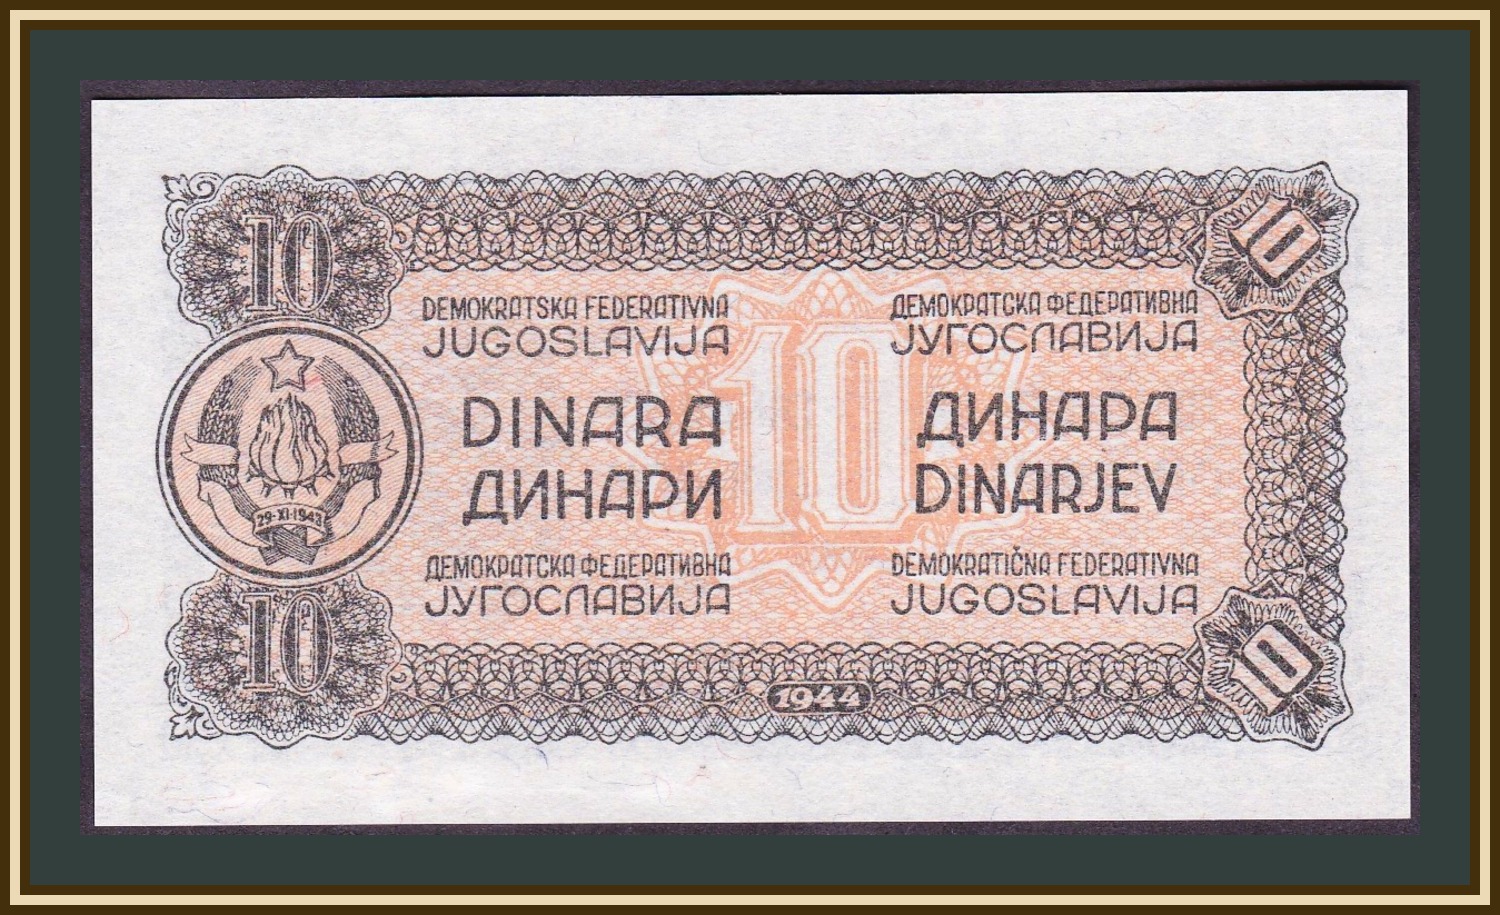 10
10
DEMOKRATSKA FEDERATIVNA
JUGOSLAVIJA
ДЕМОКРАТСКА ФЕДЕРАТИВНА
ЈУГОСЛАВИЈА
10
DINARA
ДИНАРА
ДИНАРИ
DINARJEV
29·XI·1943
ДЕМОКРАТСКА ФЕДЕРАТИВНА
ЈУГОСЛАВИЈА
DEMOKRATIČNA FEDERATIVNA
JUGOSLAVIJA
10
10
1944